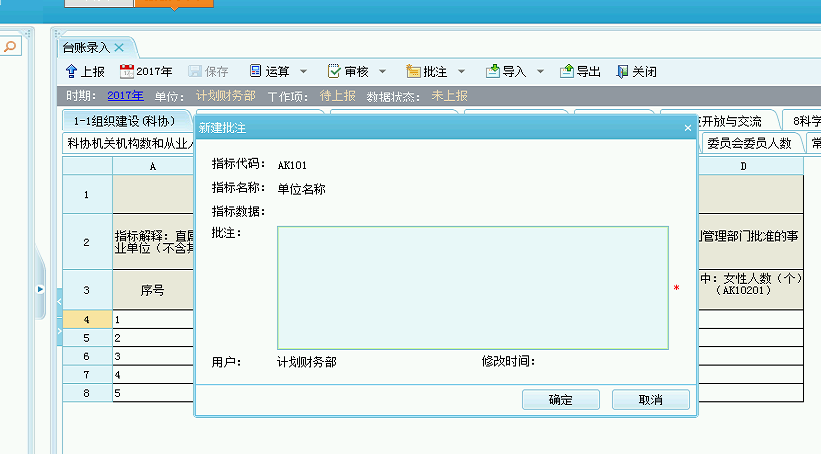 台账录入
上报 2017年 保存 运算 审核 批注 导入 导出 关闭
时期： 2017年 单位： 计划财务部 工作项： 待上报 数据状态： 未上报
1-1组织建设(科协) 开放与交流 8科学
科协机关机构数和从业人 委员会委员人数 常
新建批注
A D
1
2 指标解释：直属
业单位（不含其 管理部门批准的事
3 序号 中：女性人数（个）
（AK10201）
4 1
5 2
6 3
7 4
8 5
指标代码： AK101
指标名称： 单位名称
指标数据：
批注： *
用户： 计划财务部 修改时间：
确定 取消